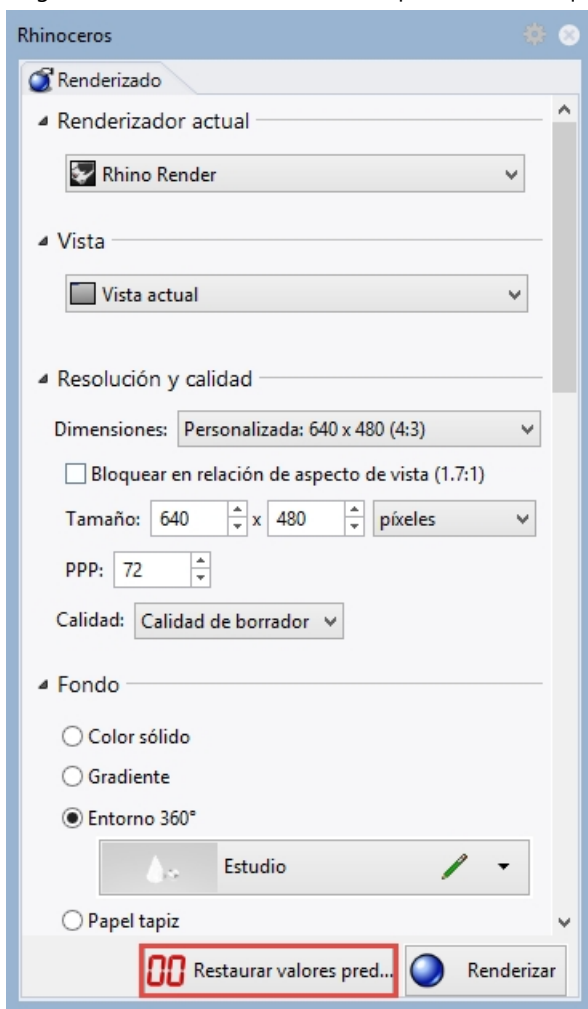 Rhinoceros
Renderizado
Renderizador actual
Rhino Render
Vista
Vista actual
Resolución y calidad
Dimensiones: Personalizada: 640 x 480 (4:3)
Bloquear en relación de aspecto de vista (1.7:1)
Tamaño: 640 x 480 píxeles
PPP: 72
Calidad: Calidad de borrador
Fondo
Color sólido
Gradiente
Entorno 360°
Estudio
Papel tapiz
00 Restaurar valores pred... Renderizar